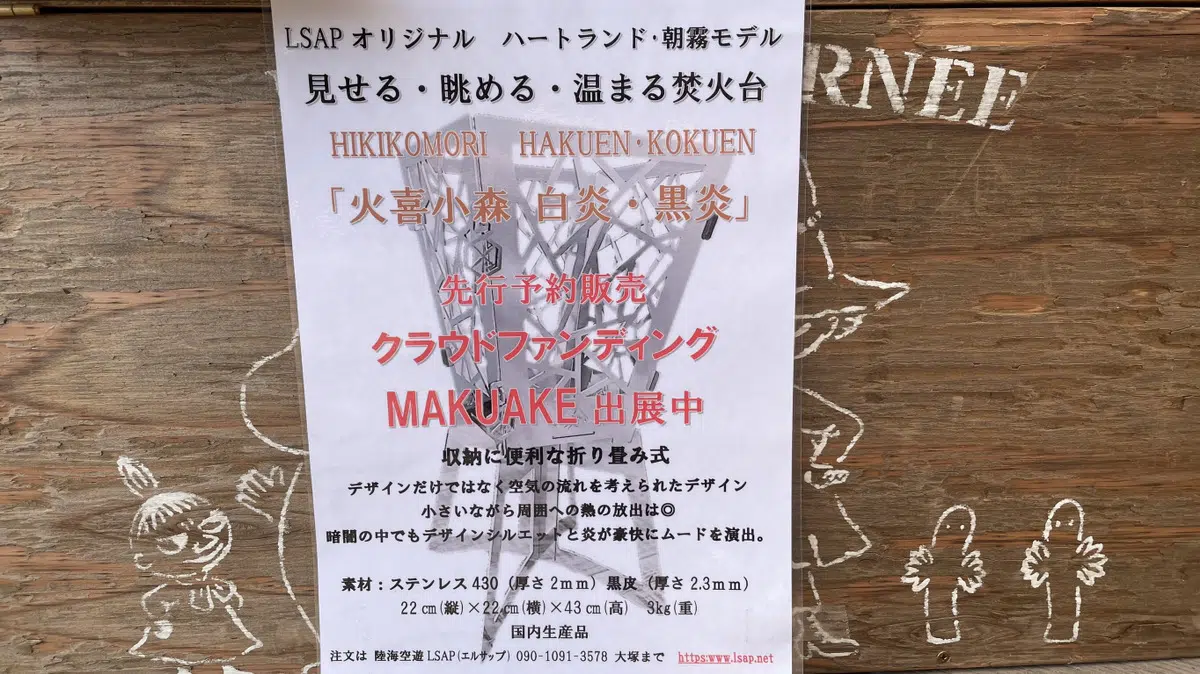 LSAP オリジナル ハートランド・朝霧モデル
見せる・眺める・温まる焚火台
HIKIKOMORI HAKUEN・KOKUEN
「火喜小森 白炎・黒炎」
先行予約販売
クラウドファンディング
MAKUAKE 出展中
収納に便利な折り畳み式
デザインだけではなく空気の流れを考えられたデザイン
小さいながら周囲への熱の放出は◎
暗闇の中でもデザインシルエットと炎が豪快にムードを演出。
素材：ステンレス430（厚さ2mm）黒皮（厚さ2.3mm）
22㎝(縦)×22㎝(横)×43㎝(高) 3kg(重)
国内生産品
注文は 陸海空遊LSAP(エルサップ) 090-1091-3578 大塚まで https:www.lsap.net
RNÉE